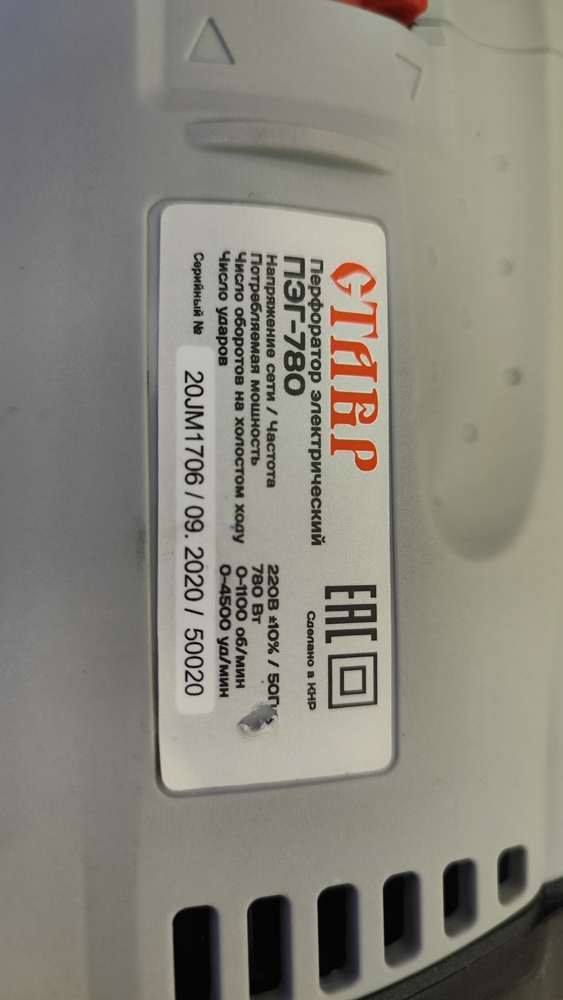 СТАВР
EAC
Перфоратор электрический
Сделано в КНР
ПЭГ-780
Напряжение сети / Частота 220В ±10% / 50Гц
Потребляемая мощность 780 Вт
Число оборотов на холостом ходу 0-1100 об/мин
Число ударов 0-4500 уд/мин
Серийный № 20JM1706 / 09. 2020 / 50020